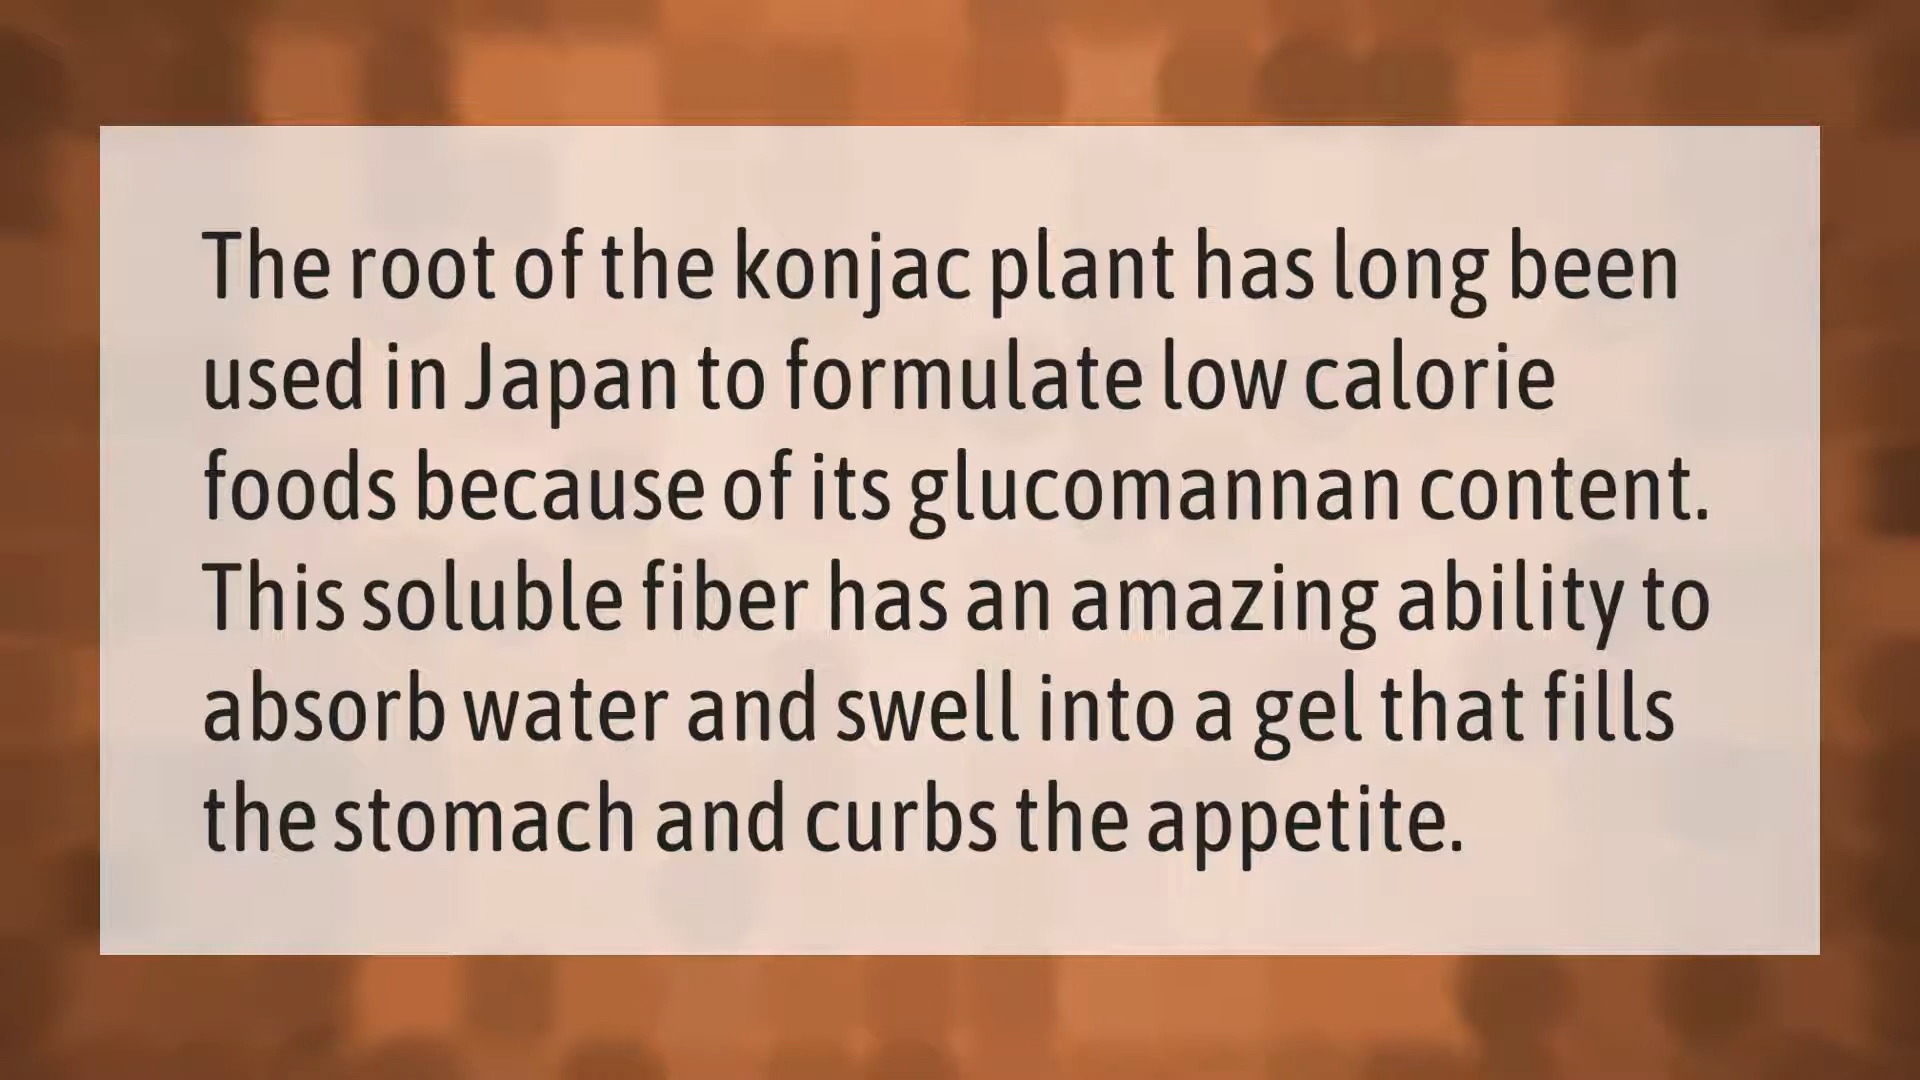 The root of the konjac plant has long been
used in Japan to formulate low calorie
foods because of its glucomannan content.
This soluble fiber has an amazing ability to
absorb water and swell into a gel that fills
the stomach and curbs the appetite.